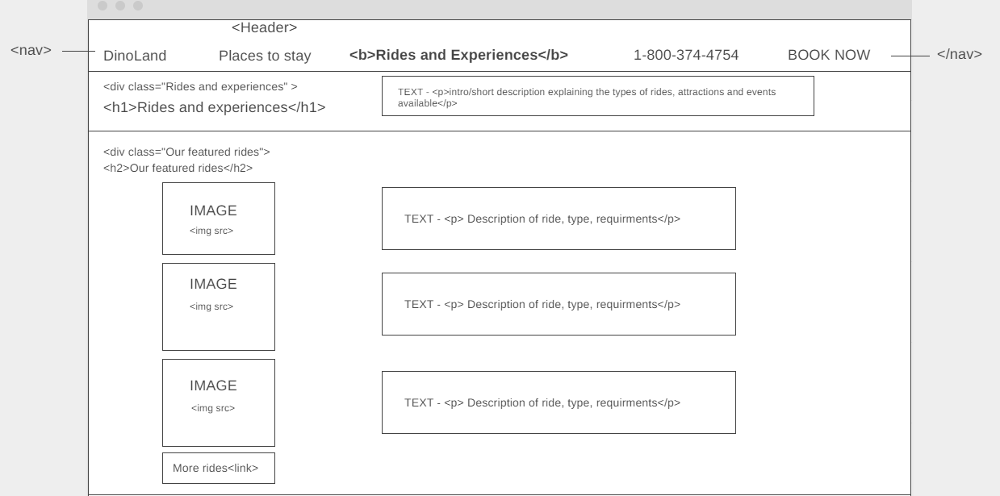 <Header>
<nav>
DinoLand
Places to stay
<b>Rides and Experiences</b>
1-800-374-4754
BOOK NOW
</nav>
<div class="Rides and experiences" >
<h1>Rides and experiences</h1>
TEXT - <p>intro/short description explaining the types of rides, attractions and events
available</p>
<div class="Our featured rides">
<h2>Our featured rides</h2>
IMAGE
<img src>
TEXT - <p> Description of ride, type, requirments</p>
IMAGE
<img src>
TEXT - <p> Description of ride, type, requirments</p>
IMAGE
<img src>
TEXT - <p> Description of ride, type, requirments</p>
More rides<link>